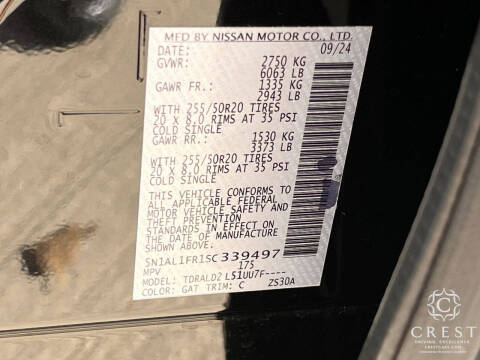 MFD BY NISSAN MOTOR CO., LTD.
DATE: 09/24
GVWR: 2750 KG
6063 LB
GAWR FR.: 1335 KG
2943 LB
WITH 255/50R20 TIRES
20 x 8.0 RIMS AT 35 PSI
COLD SINGLE
GAWR RR.: 1530 KG
3373 LB
WITH 255/50R20 TIRES
20 x 8.0 RIMS AT 35 PSI
COLD SINGLE
THIS VEHICLE CONFORMS TO
ALL APPLICABLE FEDERAL
MOTOR VEHICLE SAFETY AND
THEFT PREVENTION
STANDARDS IN EFFECT ON
THE DATE OF MANUFACTURE
SHOWN ABOVE.
5N1AL1FR1SC339497
MPV 175
MODEL: TDRALD2 L51UU7F----
COLOR: GAT TRIM: C ZS30A
CREST
DRIVING EXCELLENCE